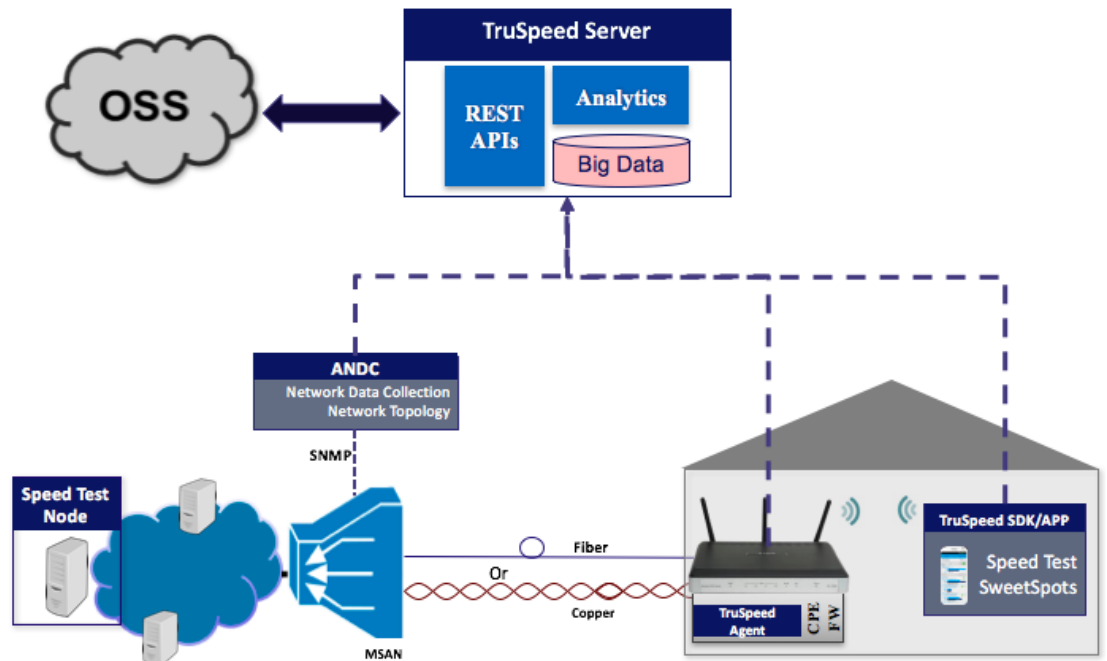 TruSpeed Server
OSS
REST
APIs
Analytics
Big Data
ANDC
Network Data Collection
Network Topology
SNMP
Speed Test
Node
Fiber
Or
Copper
MSAN
TruSpeed
Agent
CPE
FW
TruSpeed SDK/APP
Speed Test
SweetSpots